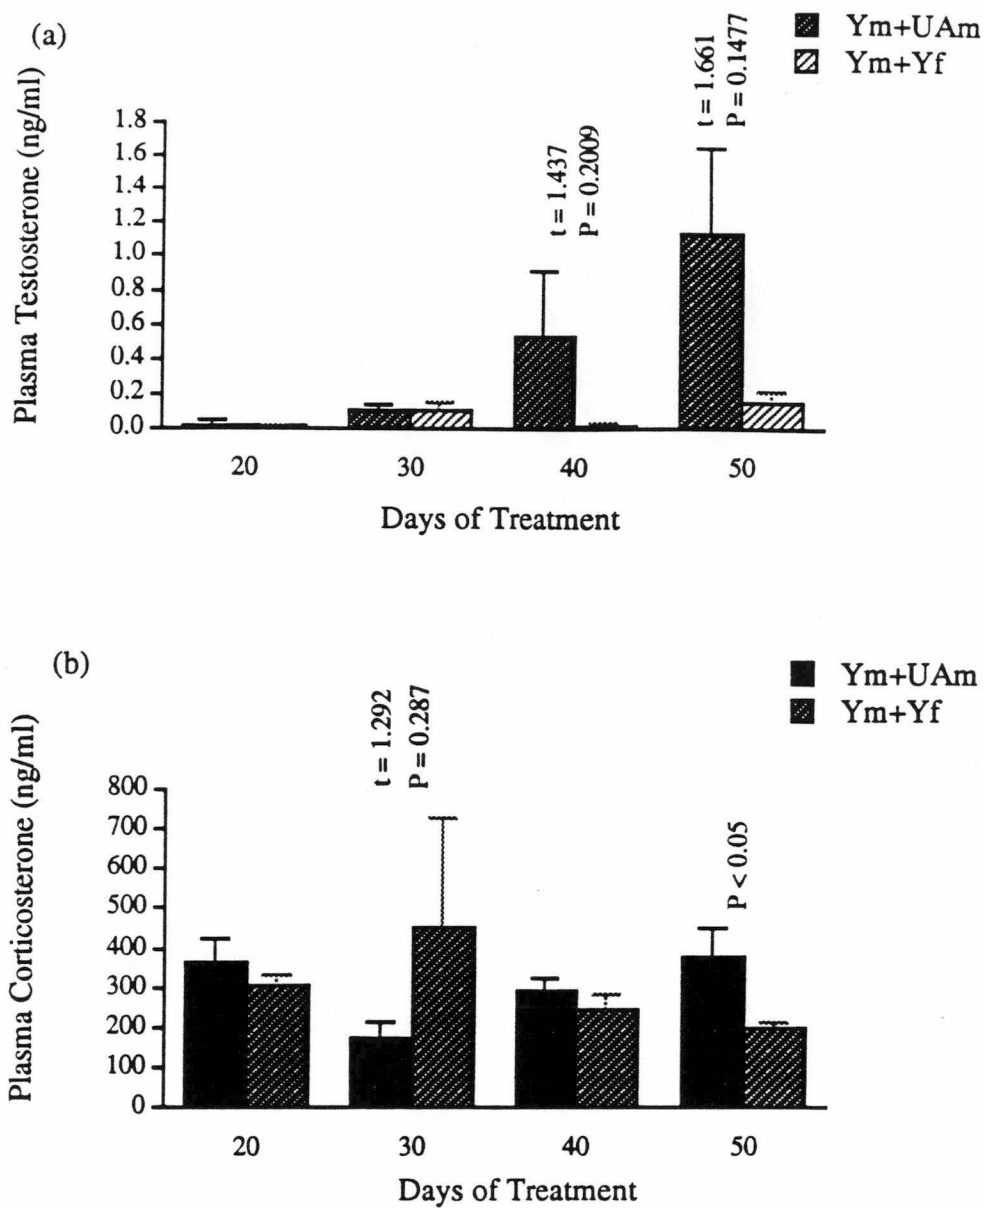 (a)
Ym+UAm
Ym+Yf
t = 1.437
P = 0.2009
t = 1.661
P = 0.1477
Plasma Testosterone (ng/ml)
1.8
1.6
1.4
1.2
1.0
0.8
0.6
0.4
0.2
0.0
20 30 40 50
Days of Treatment
(b)
Ym+UAm
Ym+Yf
t = 1.292
P = 0.287
P < 0.05
Plasma Corticosterone (ng/ml)
800
700
600
500
400
300
200
100
0
20 30 40 50
Days of Treatment